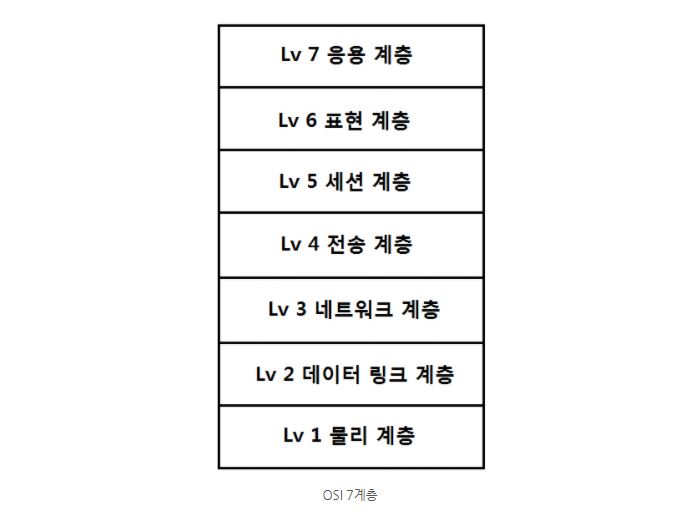 Lv 7 응용 계층
Lv 6 표현 계층
Lv 5 세션 계층
Lv 4 전송 계층
Lv 3 네트워크 계층
Lv 2 데이터 링크 계층
Lv 1 물리 계층
OSI 7계층